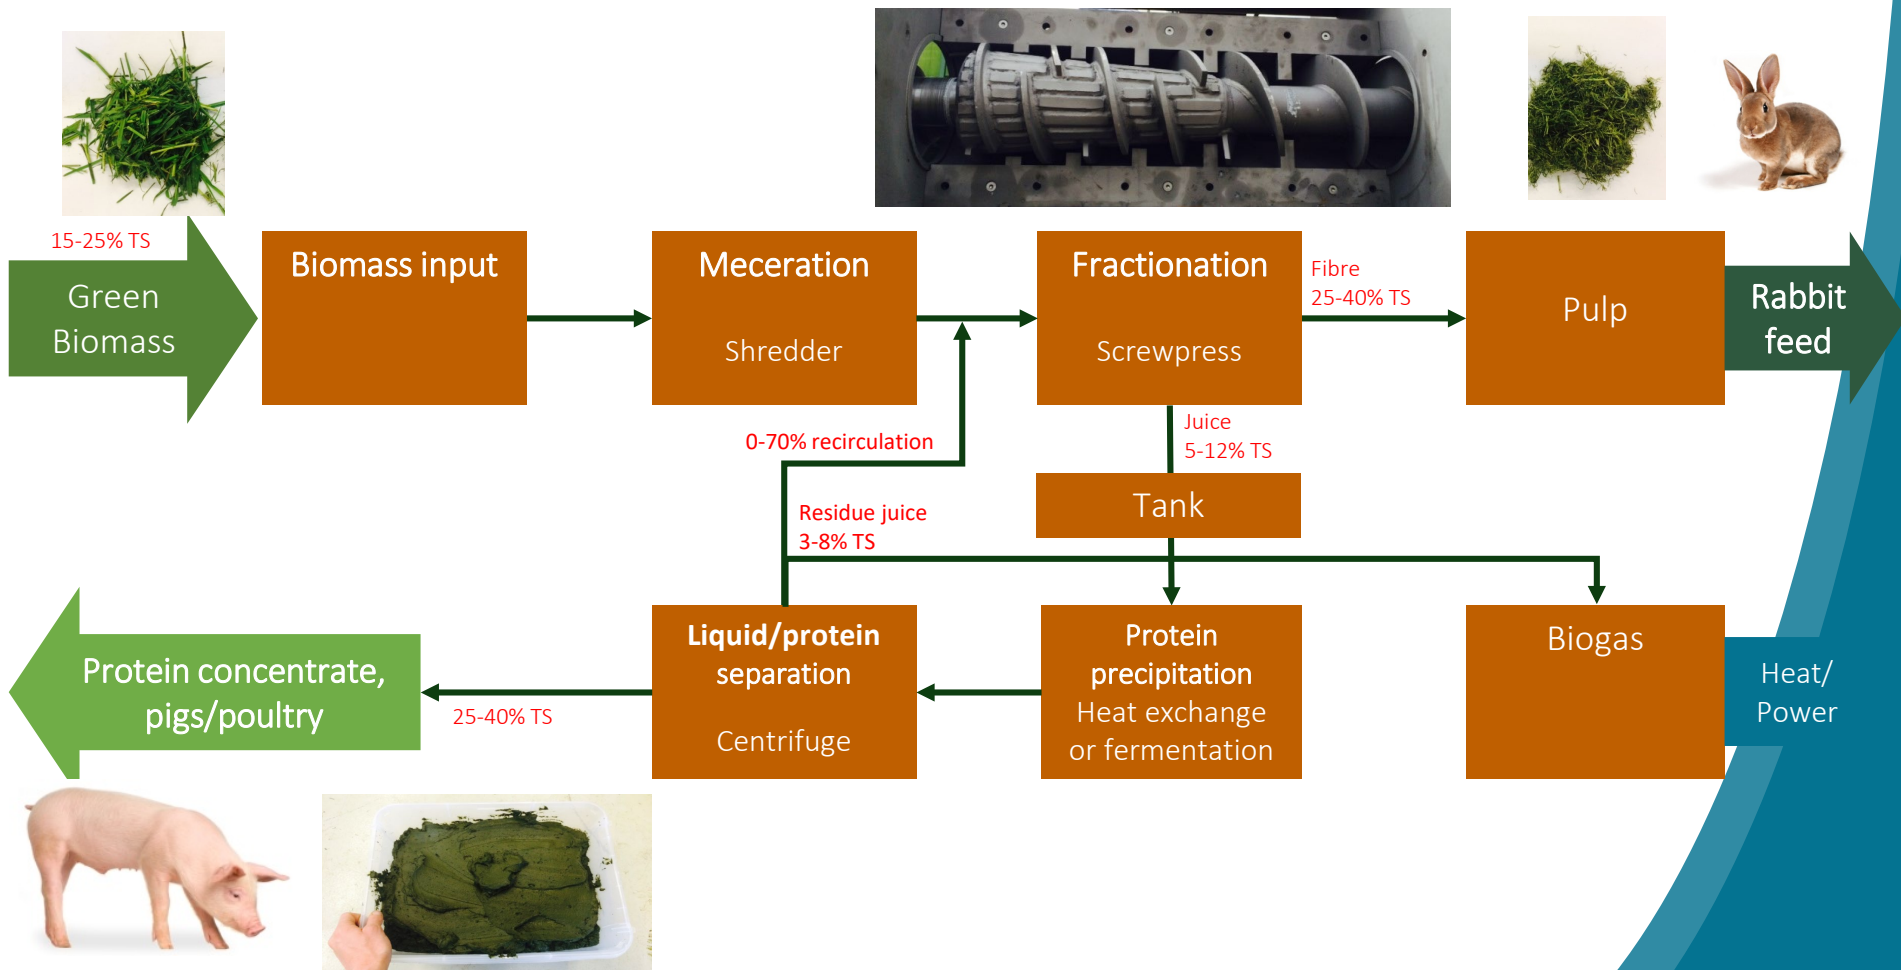 15-25% TS
Green
Biomass
Biomass input
Meceration
Shredder
Fractionation
Screwpress
Fibre
25-40% TS
Pulp
Rabbit
feed
0-70% recirculation
Juice
5-12% TS
Tank
Residue juice
3-8% TS
Protein concentrate,
pigs/poultry
25-40% TS
Liquid/protein
separation
Centrifuge
Protein
precipitation
Heat exchange
or fermentation
Biogas
Heat/
Power